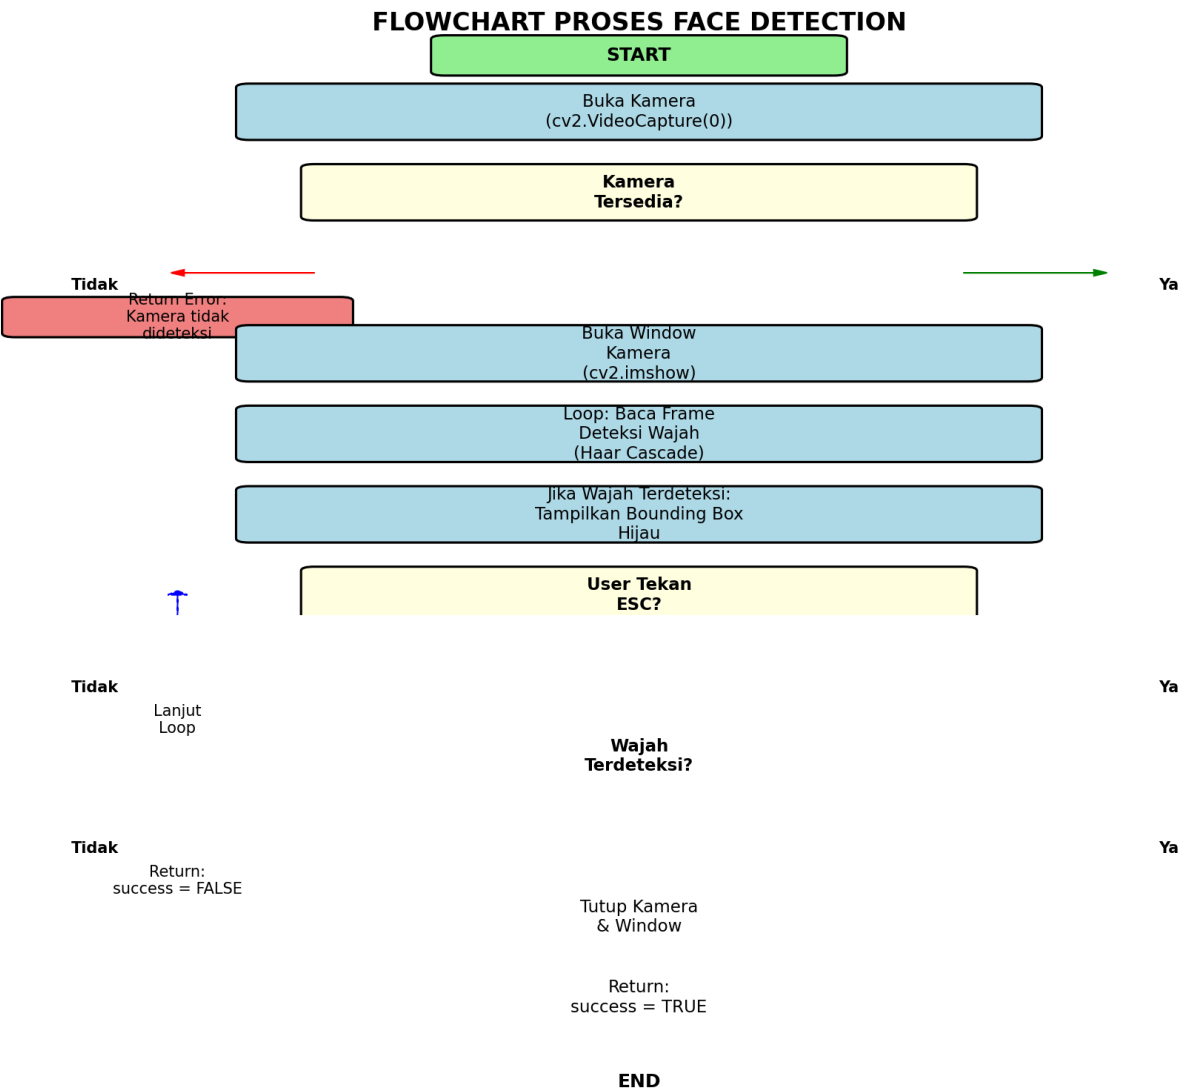 FLOWCHART PROSES FACE DETECTION
START
Buka Kamera
(cv2.VideoCapture(0))
Kamera
Tersedia?
Tidak
Ya
Return Error:
Kamera tidak
dideteksi
Buka Window
Kamera
(cv2.imshow)
Loop: Baca Frame
Deteksi Wajah
(Haar Cascade)
Jika Wajah Terdeteksi:
Tampilkan Bounding Box
Hijau
User Tekan
ESC?
Tidak
Ya
Lanjut
Loop
Wajah
Terdeteksi?
Tidak
Ya
Return:
success = FALSE
Tutup Kamera
& Window
Return:
success = TRUE
END